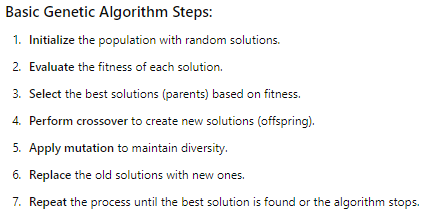 Basic Genetic Algorithm Steps:
1. Initialize the population with random solutions.
2. Evaluate the fitness of each solution.
3. Select the best solutions (parents) based on fitness.
4. Perform crossover to create new solutions (offspring).
5. Apply mutation to maintain diversity.
6. Replace the old solutions with new ones.
7. Repeat the process until the best solution is found or the algorithm stops.